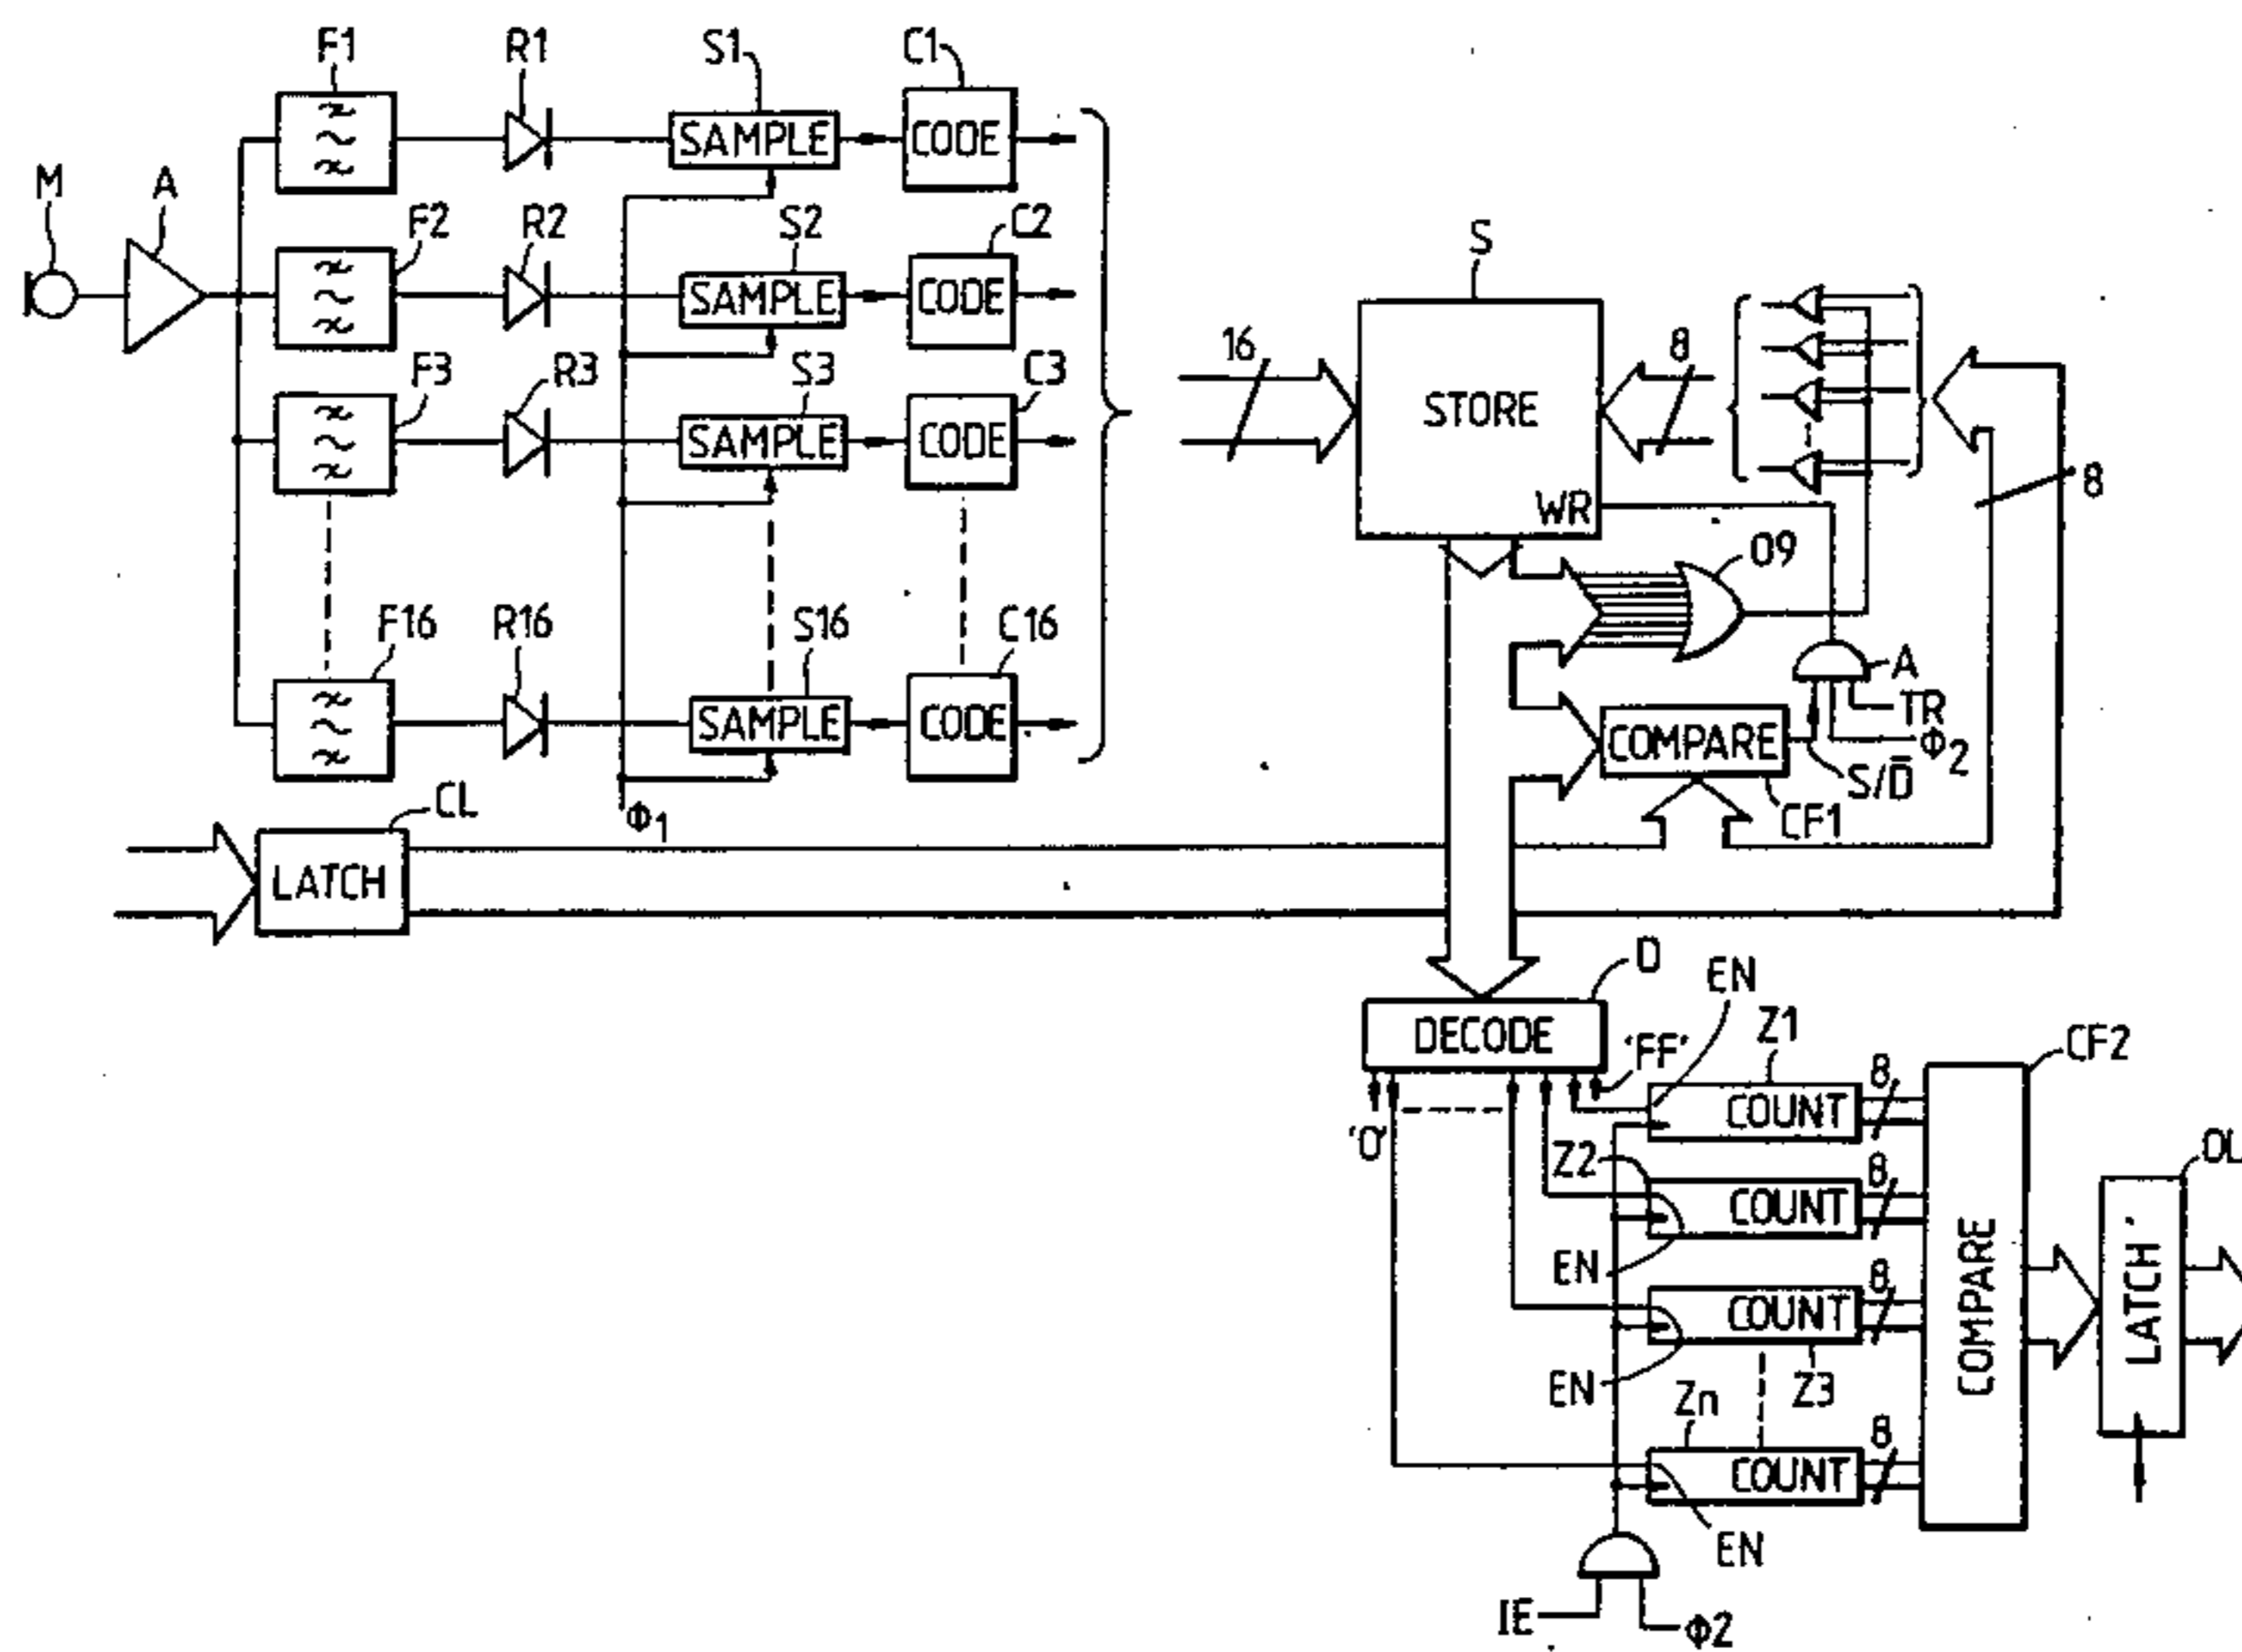 F1 R1 S1 C1
SAMPLE CODE
M A
F2 R2 S2 C2
SAMPLE CODE
F3 R3 S3 C3
SAMPLE CODE
F16 R16 S16 C16
SAMPLE CODE
Φ1
CL
LATCH
S
16
STORE
8
WR
8
O9
A
TR
Φ2
COMPARE
S/D̄
CF1
D
DECODE
'0'
'FF'
EN
Z1
COUNT
8
CF2
Z2
COUNT
8
EN
COUNT
8
EN
Z3
Zn
COUNT
8
EN
COMPARE
OL
LATCH'
IE
Φ2